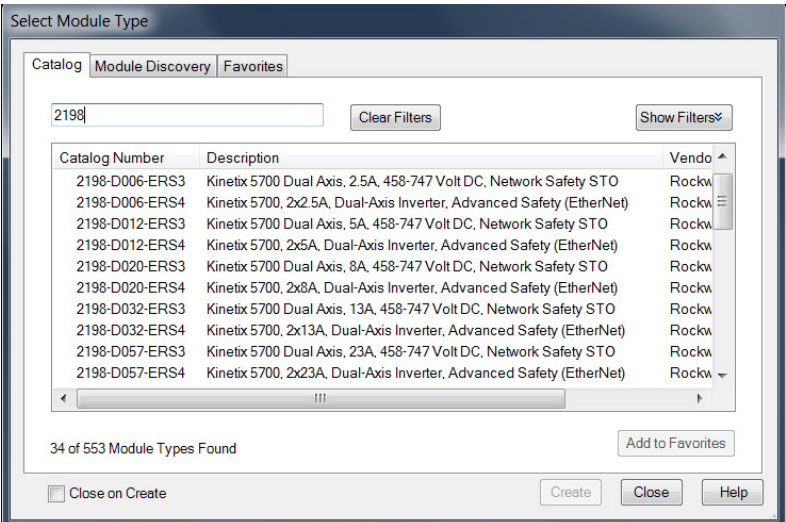 Select Module Type
Catalog Module Discovery Favorites
2198 Clear Filters Show Filters
Catalog Number Description Vendo
2198-D006-ERS3 Kinetix 5700 Dual Axis, 2.5A, 458-747 Volt DC, Network Safety STO Rockw
2198-D006-ERS4 Kinetix 5700, 2x2.5A, Dual-Axis Inverter, Advanced Safety (EtherNet) Rockw
2198-D012-ERS3 Kinetix 5700 Dual Axis, 5A, 458-747 Volt DC, Network Safety STO Rockw
2198-D012-ERS4 Kinetix 5700, 2x5A, Dual-Axis Inverter, Advanced Safety (EtherNet) Rockw
2198-D020-ERS3 Kinetix 5700 Dual Axis, 8A, 458-747 Volt DC, Network Safety STO Rockw
2198-D020-ERS4 Kinetix 5700, 2x8A, Dual-Axis Inverter, Advanced Safety (EtherNet) Rockw
2198-D032-ERS3 Kinetix 5700 Dual Axis, 13A, 458-747 Volt DC, Network Safety STO Rockw
2198-D032-ERS4 Kinetix 5700, 2x13A, Dual-Axis Inverter, Advanced Safety (EtherNet) Rockw
2198-D057-ERS3 Kinetix 5700 Dual Axis, 23A, 458-747 Volt DC, Network Safety STO Rockw
2198-D057-ERS4 Kinetix 5700, 2x23A, Dual-Axis Inverter, Advanced Safety (EtherNet) Rockw
34 of 553 Module Types Found Add to Favorites
Close on Create Create Close Help